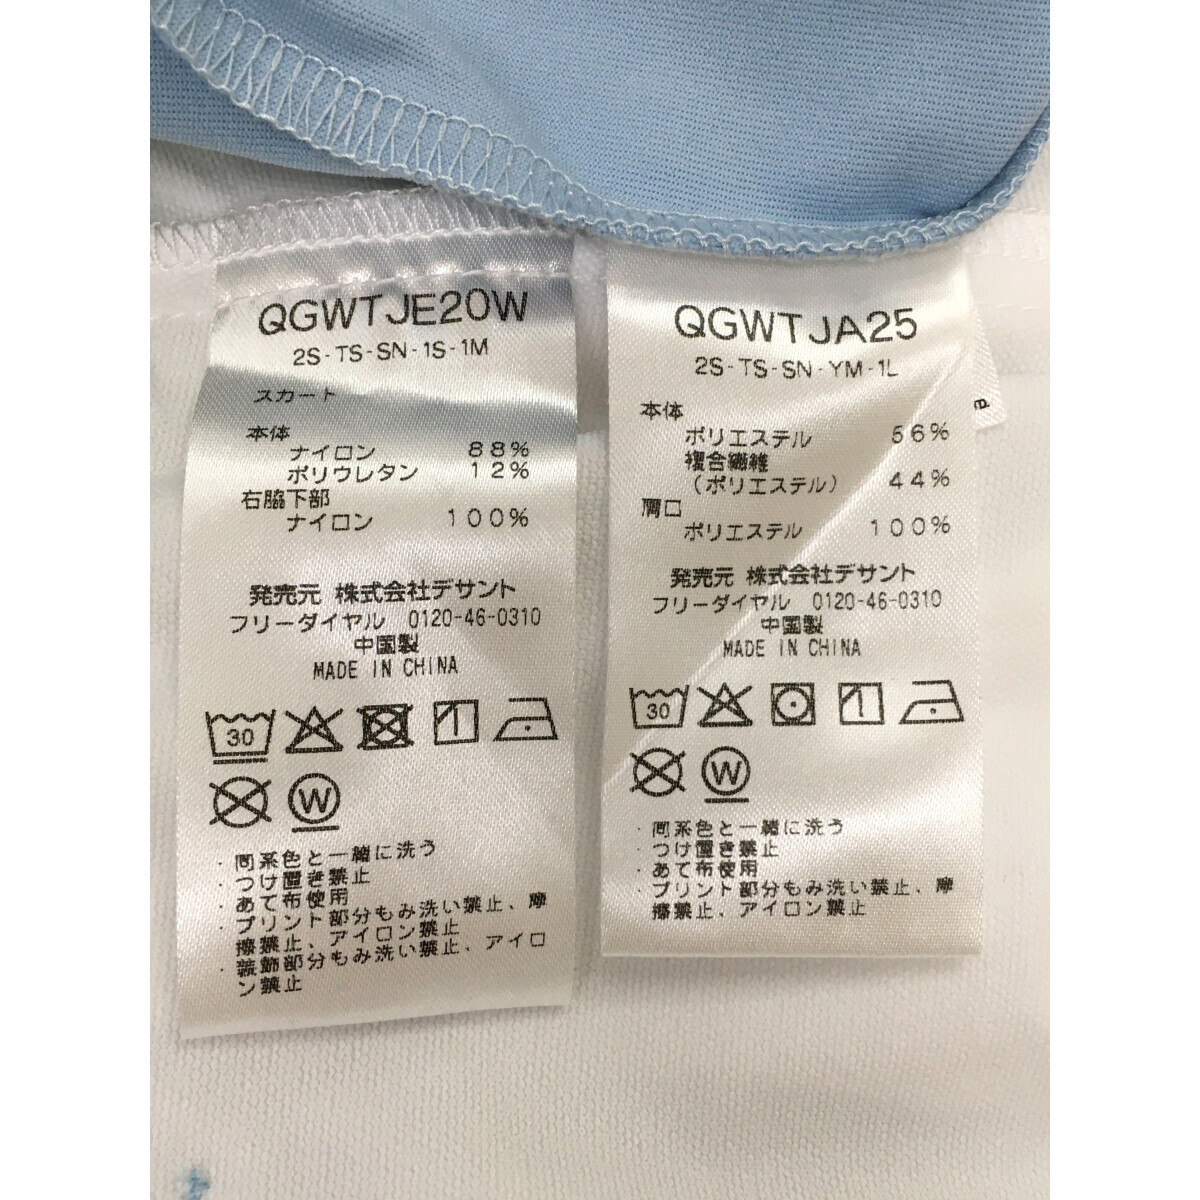 QGWTJE20W
2S-TS-SN-1S-1M
スカート
本体
ナイロン 88%
ポリウレタン 12%
右脇下部
ナイロン 100%
発売元 株式会社デサント
フリーダイヤル 0120-46-0310
中国製
MADE IN CHINA
30
1
W
・同系色と一緒に洗う
・つけ置き禁止
・あて布使用
・プリント部分もみ洗い禁止、摩
擦禁止、アイロン禁止
・装飾部分もみ洗い禁止、アイロ
ン禁止
QGWTJA25
2S-TS-SN-YM-1L
本体
ポリエステル 56%
複合繊維
(ポリエステル) 44%
肩口
ポリエステル 100%
発売元 株式会社デサント
フリーダイヤル 0120-46-0310
中国製
MADE IN CHINA
30
1
W
・同系色と一緒に洗う
・つけ置き禁止
・あて布使用
・プリント部分もみ洗い禁止、摩
擦禁止、アイロン禁止